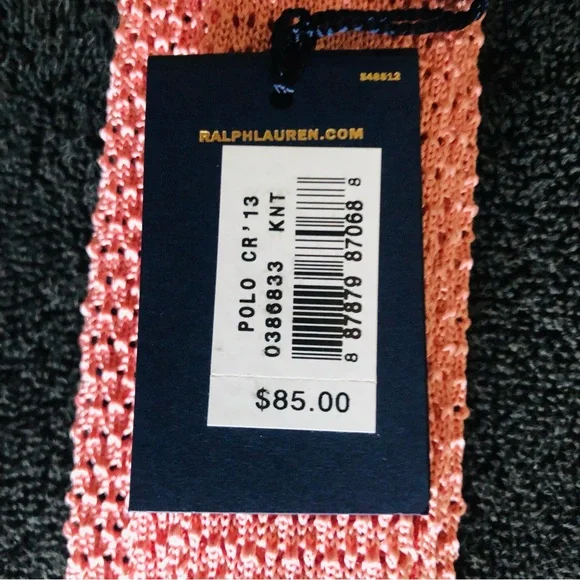 548512
RALPHLAUREN.COM
POLO CR'13
0386833 KNT
8 87879 87068 8
$85.00